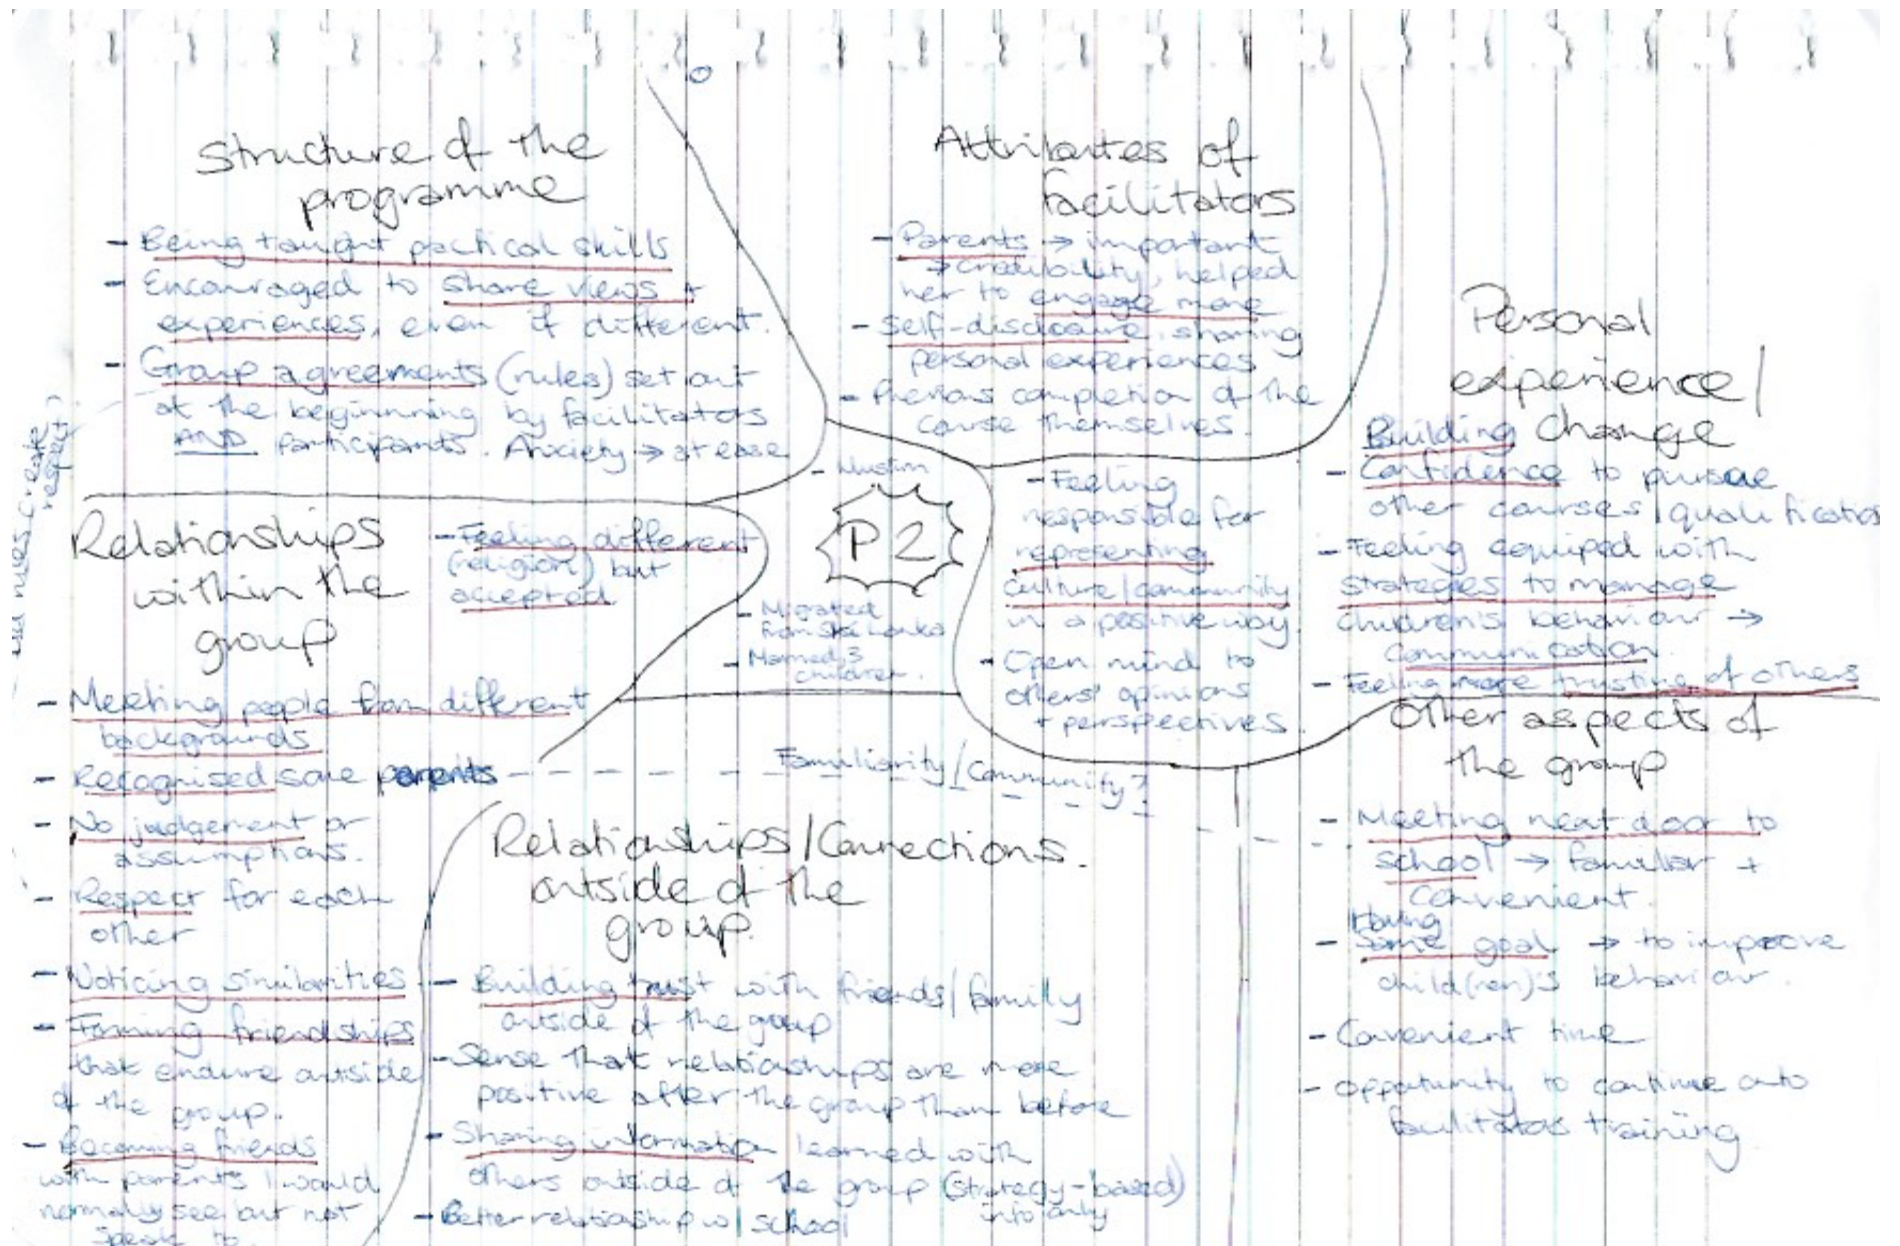 Structure of the
programme
- Being taught pactical skills
- Encouraged to share views +
experiences, even if different.
- Group agreements (rules) set out
at the beginning by facilitators
AND participants. Anxiety → at ease
rules create
respect
Attributes of
facilitators
- Parents → important
→ credibility, helped
her to engage more
- Self-disclosure, sharing
personal experiences
- Previous completion of the
course themselves.
Personal
experience/
change
Building
- Confidence to pursue
other courses/qualifications
- Feeling equiped with
strategies to manage
children's behaviour →
communication
- Feeling more trusting of others
- Feeling
responsible for
representing
culture/community
in a positive way.
- Open mind to
others' opinions
+ perspectives.
- Muslim
P2
- Migrated
from Sri Lanka
- Married, 3
children.
Relationships
within the
group
- Feeling different
(religion) but
accepted
- Meeting people from different
backgrounds
- Recognised some parents
- No judgement or
assumptions.
- Respect for each
other
- Noticing similarities
- Forming friendships
that endure outside
of the group.
- Becoming friends
with parents I would
normally see but not
speak to.
Familiarity/Community?
Relationships/Connections.
outside of the
group.
- Building trust with friends/family
outside of the group
- Sense that relationships are more
positive after the group than before
- Sharing information learned with
others outside of the group (strategy-based)
info only
- Better relationship w school
Other aspects of
the group
- Meeting next door to
school → familiar +
convenient.
Having
- Same goal → to improve
child(ren)'s behaviour.
- Convenient time
- opportunity to continue onto
facilitators training